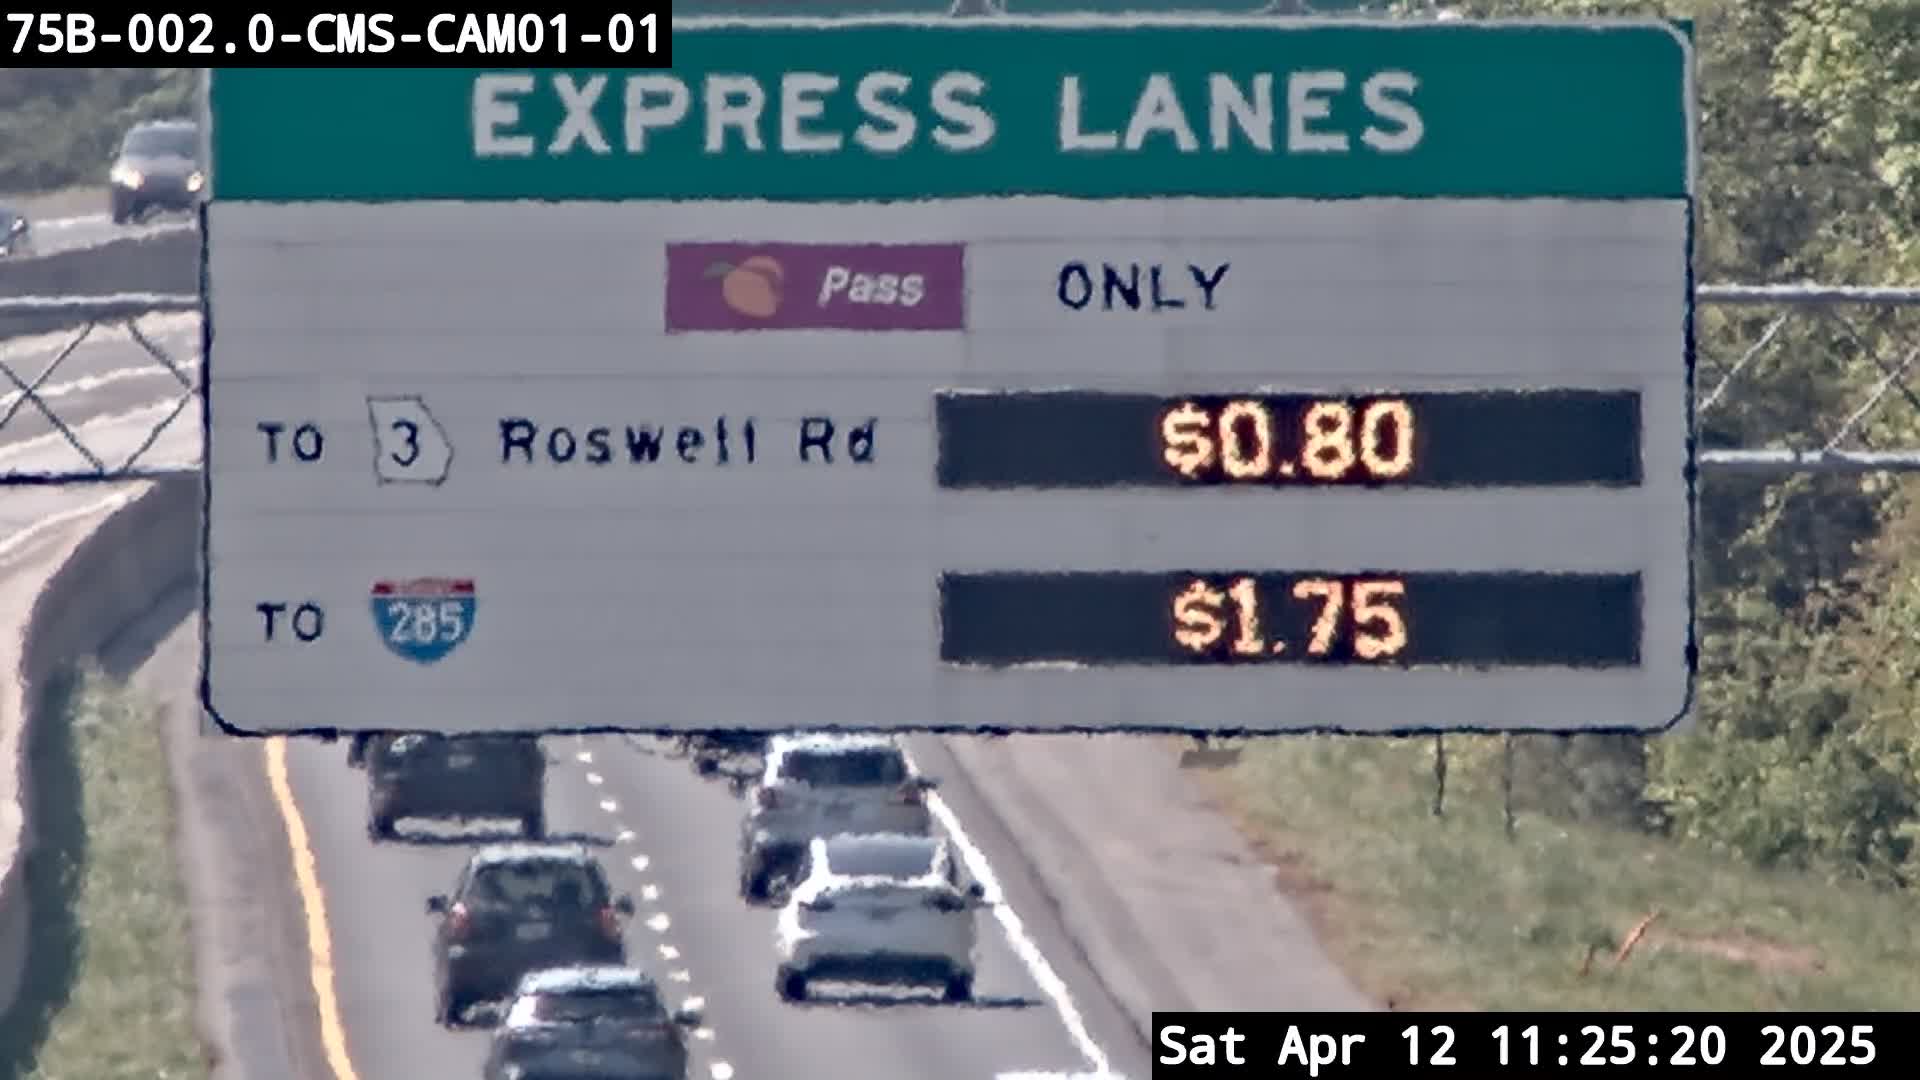 75B-002.0-CMS-CAM01-01
EXPRESS LANES
Pass ONLY
TO 3 Roswell Rd $0.80
TO 285 $1.75
Sat Apr 12 11:25:20 2025